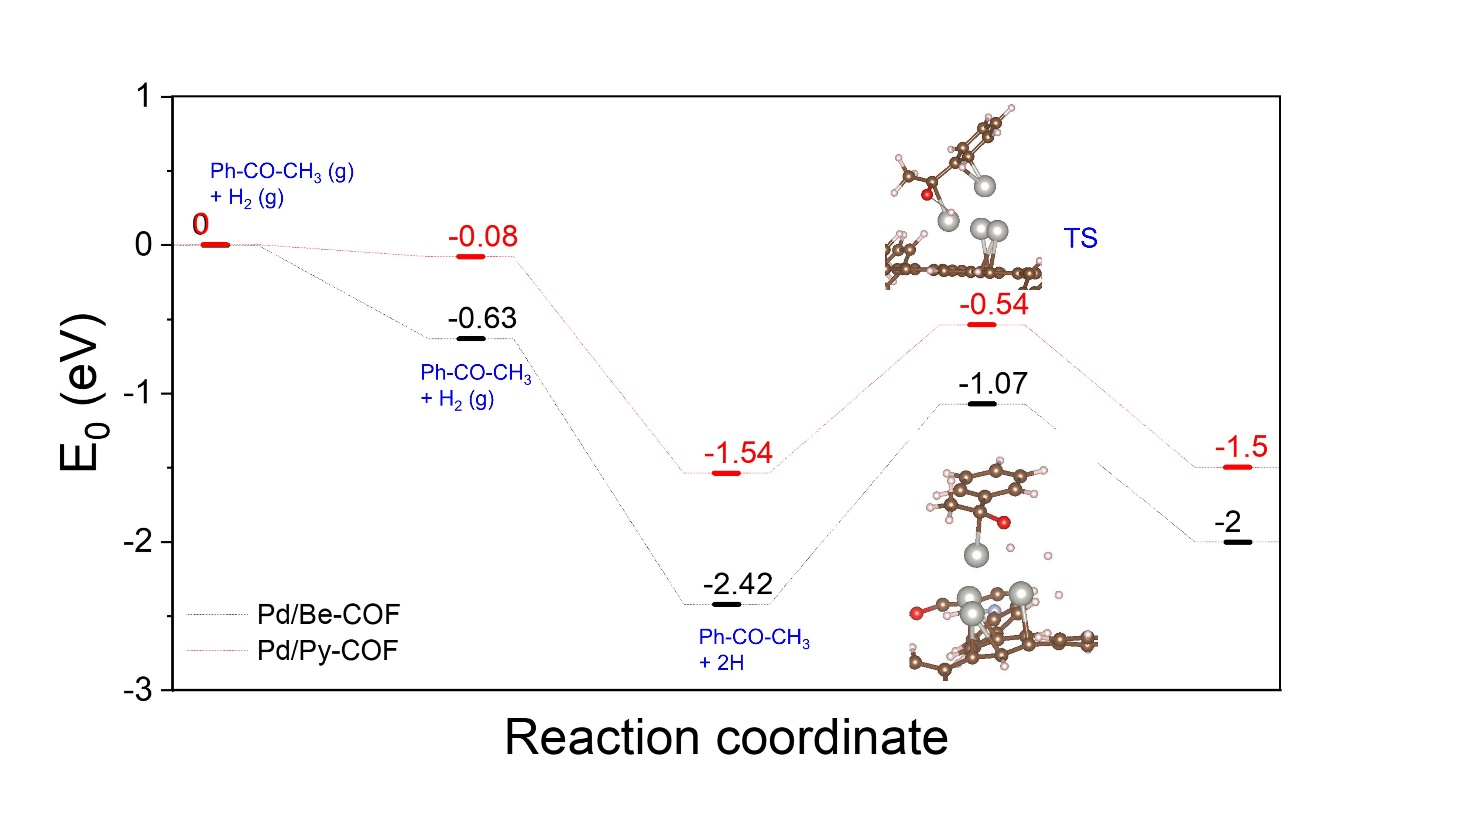 1
0
-1
-2
-3
E₀ (eV)
Reaction coordinate
Ph-CO-CH₃ (g)
+ H₂ (g)
0
-0.08
-0.63
Ph-CO-CH₃
+ H₂ (g)
-1.54
-2.42
Ph-CO-CH₃
+ 2H
TS
-0.54
-1.07
-1.5
-2
Pd/Be-COF
Pd/Py-COF